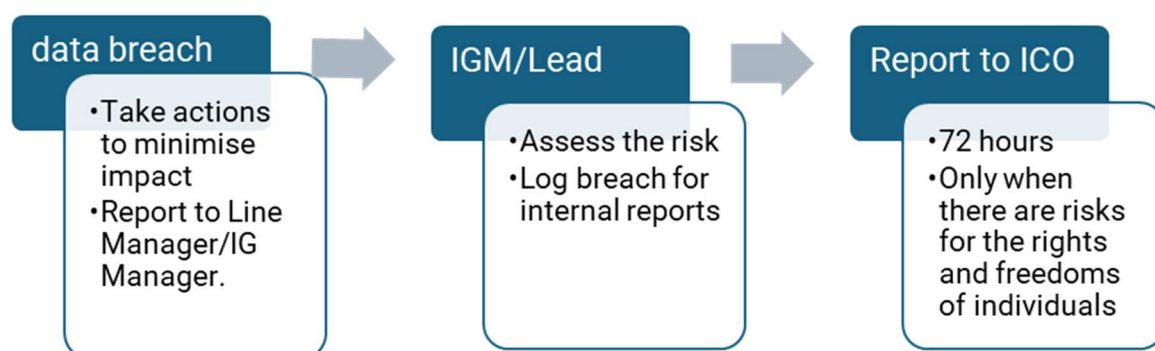 data breach
•Take actions
to minimise
impact
•Report to Line
Manager/IG
Manager.
IGM/Lead
•Assess the risk
•Log breach for
internal reports
Report to ICO
•72 hours
•Only when
there are risks
for the rights
and freedoms
of individuals